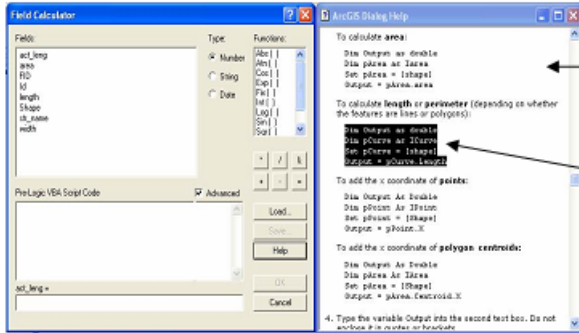 Field Calculator
Fields:
act_leng
area
FID
Id
length
Shape
str_name
width
Type:
Number
String
Date
Functions:
Abs ( )
Atn ( )
Cos ( )
Exp ( )
Fix ( )
Int ( )
Log ( )
Sin ( )
Sqr ( )
* / &
+ - =
Pre-Logic VBA Script Code
Advanced
Load...
Save...
Help
OK
Cancel
act_leng =
ArcGIS Dialog Help
To calculate area:
Dim Output as double
Dim pArea as Iarea
Set pArea = [shape]
Output = pArea.area
To calculate length or perimeter (depending on whether
the features are lines or polygons):
Dim Output as double
Dim pCurve as ICurve
Set pCurve = [shape]
Output = pCurve.Length
To add the x coordinate of points:
Dim Output As Double
Dim pPoint As IPoint
Set pPoint = [Shape]
Output = pPoint.X
To add the x coordinate of polygon centroids:
Dim Output As Double
Dim pArea As IArea
Set pArea = [Shape]
Output = pArea.Centroid.X
4. Type the variable Output into the second text box. Do not
enclose it in quotes or brackets.